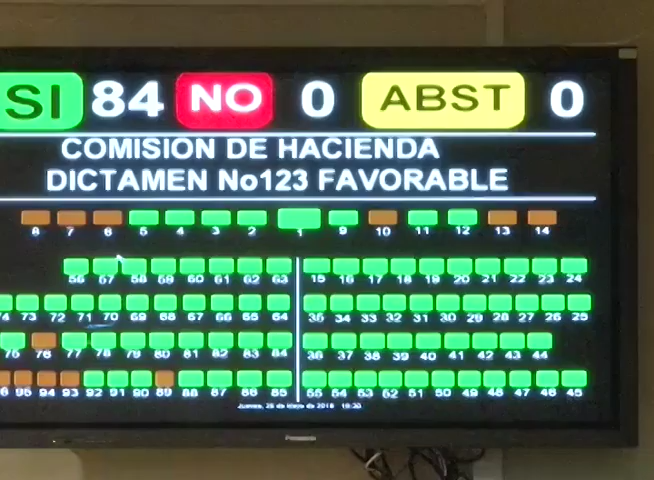 SI 84 NO 0 ABST 0
COMISION DE HACIENDA
DICTAMEN No123 FAVORABLE
8 7 6 5 4 3 2 1 9 10 11 12 13 14
56 57 58 59 60 61 62 63 15 16 17 18 19 20 21 22 23 24
74 73 72 71 70 69 68 67 66 65 64 35 34 33 32 31 30 29 28 27 26 25
75 76 77 78 79 80 81 82 83 84 36 37 38 39 40 41 42 43 44
95 94 93 92 91 90 89 88 87 86 85 55 54 53 52 51 50 49 48 47 46 45
Panasonic